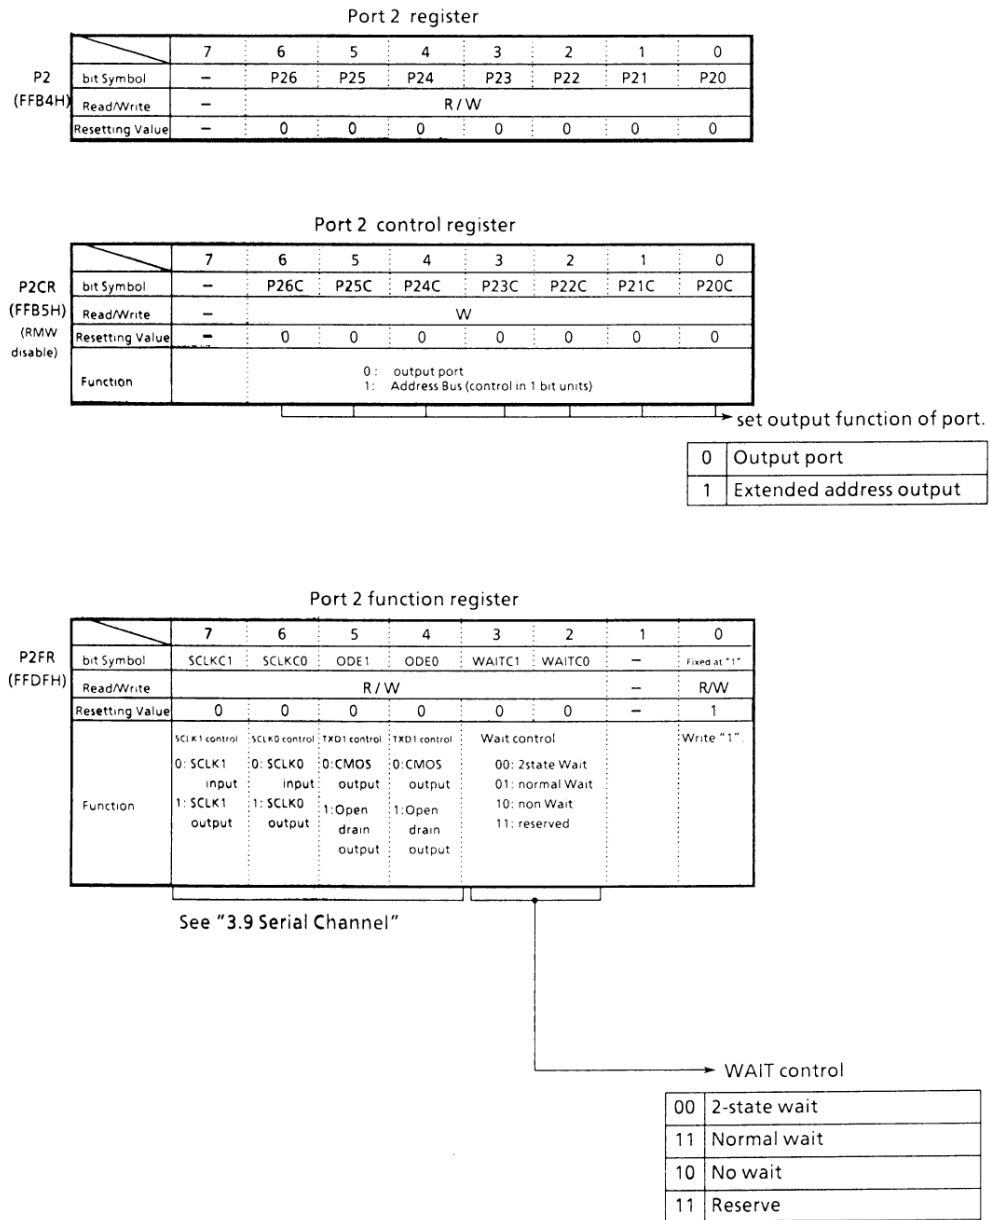 Port 2 register
7 6 5 4 3 2 1 0
P2
(FFB4H)
bit Symbol – P26 P25 P24 P23 P22 P21 P20
Read/Write – R / W
Resetting Value – 0 0 0 0 0 0 0
Port 2 control register
7 6 5 4 3 2 1 0
P2CR
(FFB5H)
(RMW
disable)
bit Symbol – P26C P25C P24C P23C P22C P21C P20C
Read/Write – W
Resetting Value – 0 0 0 0 0 0 0
Function
0 : output port
1: Address Bus (control in 1 bit units)
set output function of port.
0 Output port
1 Extended address output
Port 2 function register
7 6 5 4 3 2 1 0
P2FR
(FFDFH)
bit Symbol SCLKC1 SCLKC0 ODE1 ODE0 WAITC1 WAITC0 – Fixed at "1"
Read/Write R / W – R/W
Resetting Value 0 0 0 0 0 0 – 1
Function
SCLK1 control
0: SCLK1
input
1: SCLK1
output
SCLK0 control
0: SCLK0
input
1: SCLK0
output
TXD1 control
0:CMOS
output
1:Open
drain
output
TXD1 control
0:CMOS
output
1:Open
drain
output
Wait control
00: 2state Wait
01: normal Wait
10: non Wait
11: reserved
Write "1".
See "3.9 Serial Channel"
WAIT control
00 2-state wait
11 Normal wait
10 No wait
11 Reserve